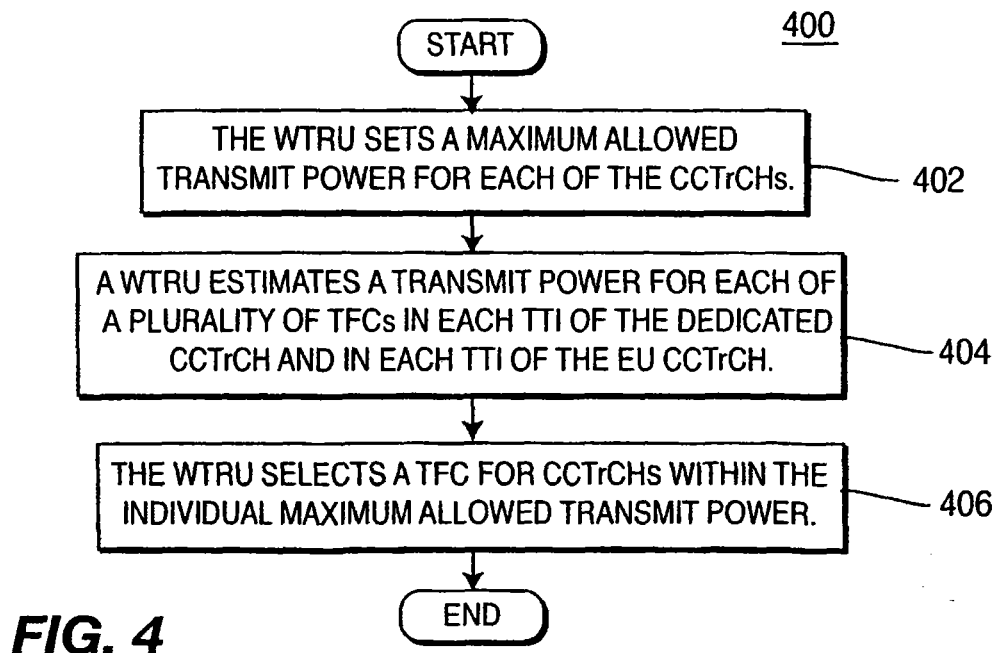 400
START
THE WTRU SETS A MAXIMUM ALLOWED
TRANSMIT POWER FOR EACH OF THE CCTrCHs.
402
A WTRU ESTIMATES A TRANSMIT POWER FOR EACH OF
A PLURALITY OF TFCs IN EACH TTI OF THE DEDICATED
CCTrCH AND IN EACH TTI OF THE EU CCTrCH.
404
THE WTRU SELECTS A TFC FOR CCTrCHs WITHIN THE
INDIVIDUAL MAXIMUM ALLOWED TRANSMIT POWER.
406
END
FIG. 4